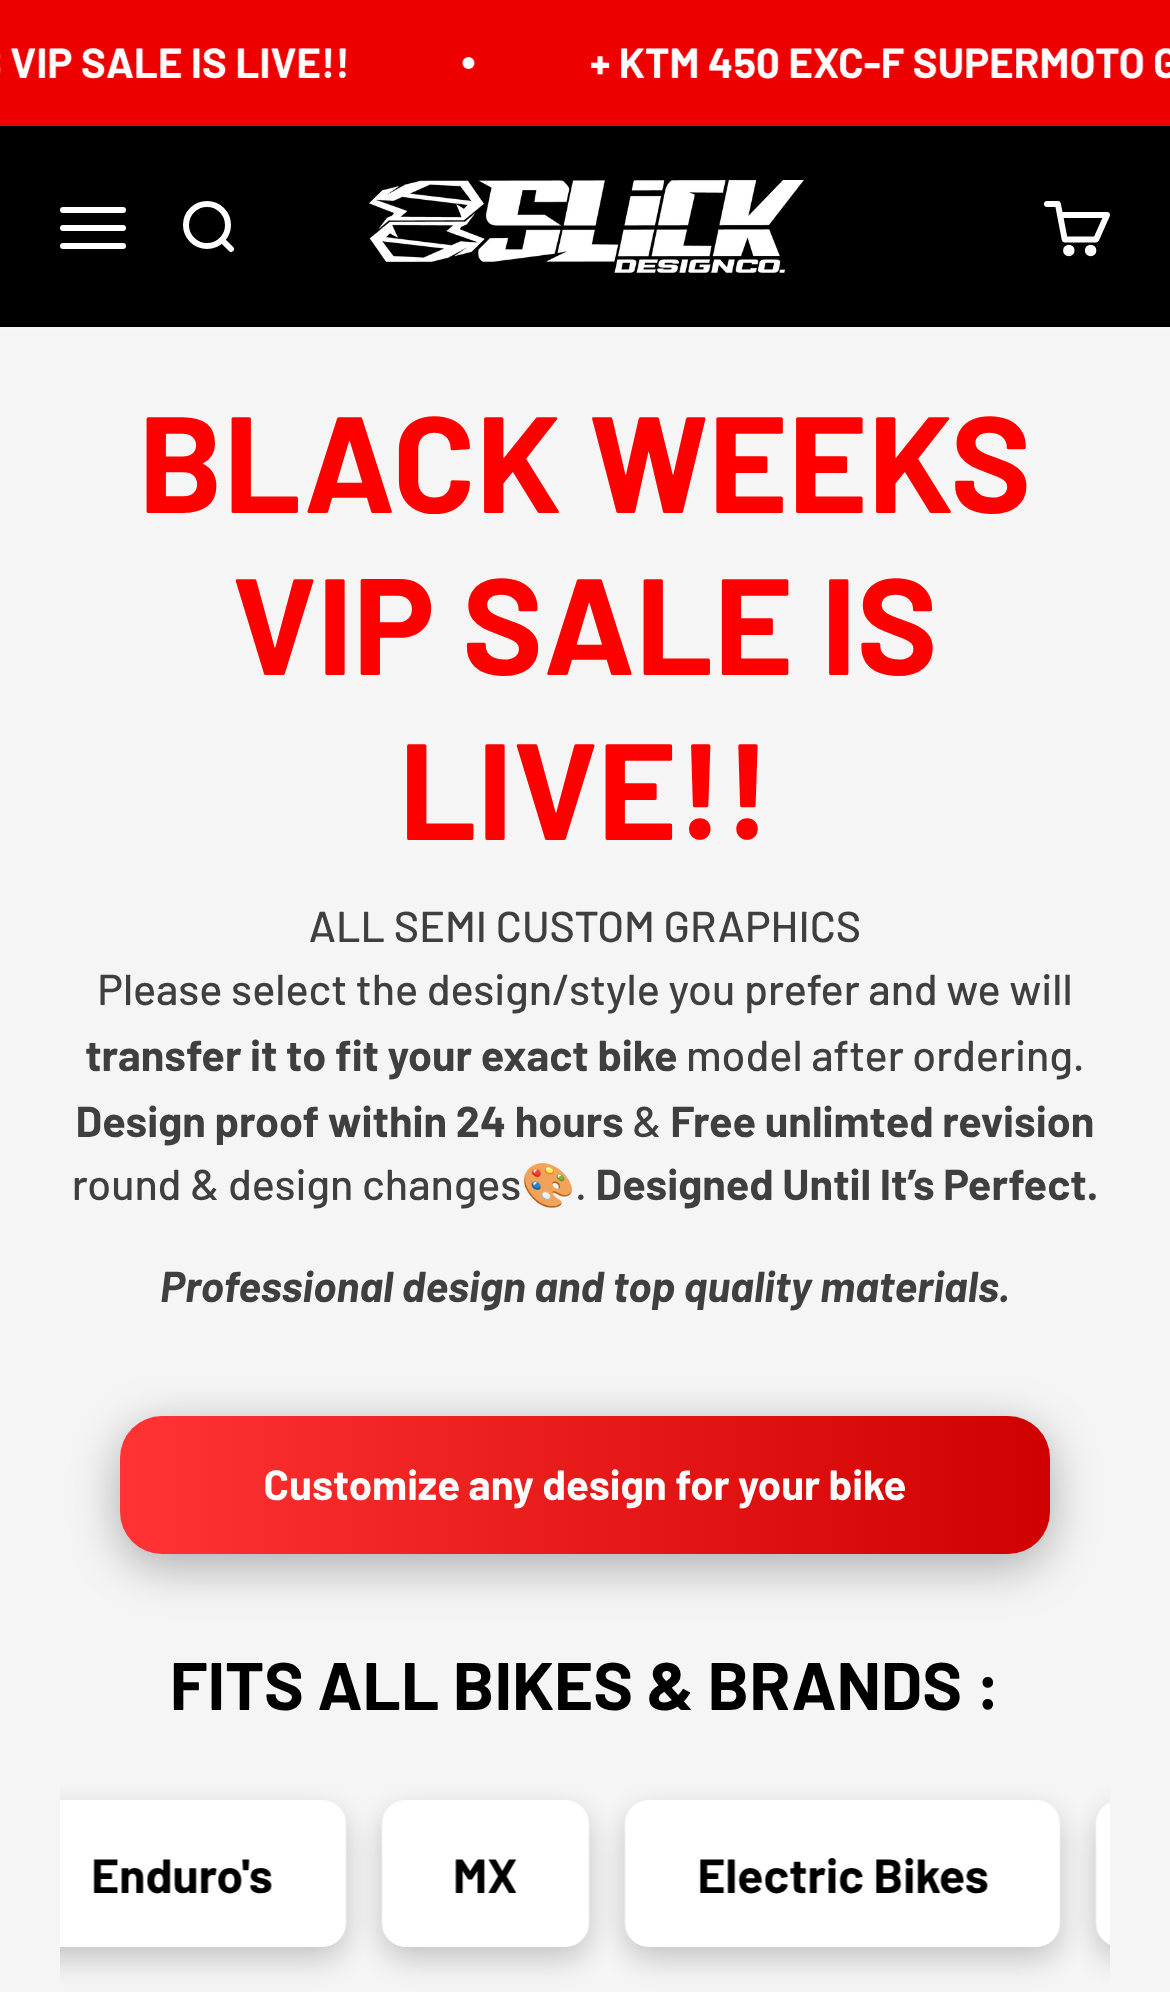 VIP SALE IS LIVE!! • + KTM 450 EXC-F SUPERMOTO G
SLICK
DESIGNCO.
BLACK WEEKS
VIP SALE IS
LIVE!!
ALL SEMI CUSTOM GRAPHICS
Please select the design/style you prefer and we will
transfer it to fit your exact bike model after ordering.
Design proof within 24 hours & Free unlimted revision
round & design changes🎨. Designed Until It’s Perfect.
Professional design and top quality materials.
Customize any design for your bike
FITS ALL BIKES & BRANDS :
Enduro's MX Electric Bikes